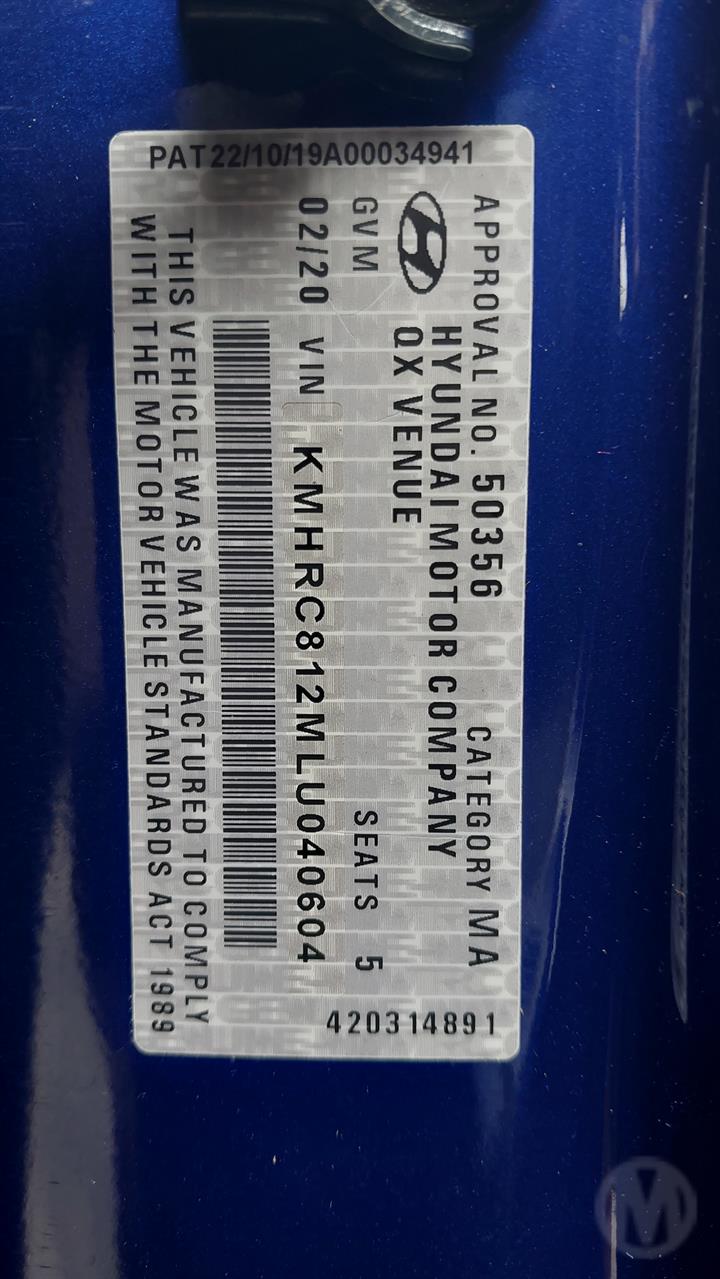 PAT22/10/19A00034941
APPROVAL NO. 50356 CATEGORY MA
HYUNDAI MOTOR COMPANY
QX VENUE
GVM SEATS 5
02/20 VIN KMHRC812MLU040604
THIS VEHICLE WAS MANUFACTURED TO COMPLY
WITH THE MOTOR VEHICLE STANDARDS ACT 1989
420314891
M